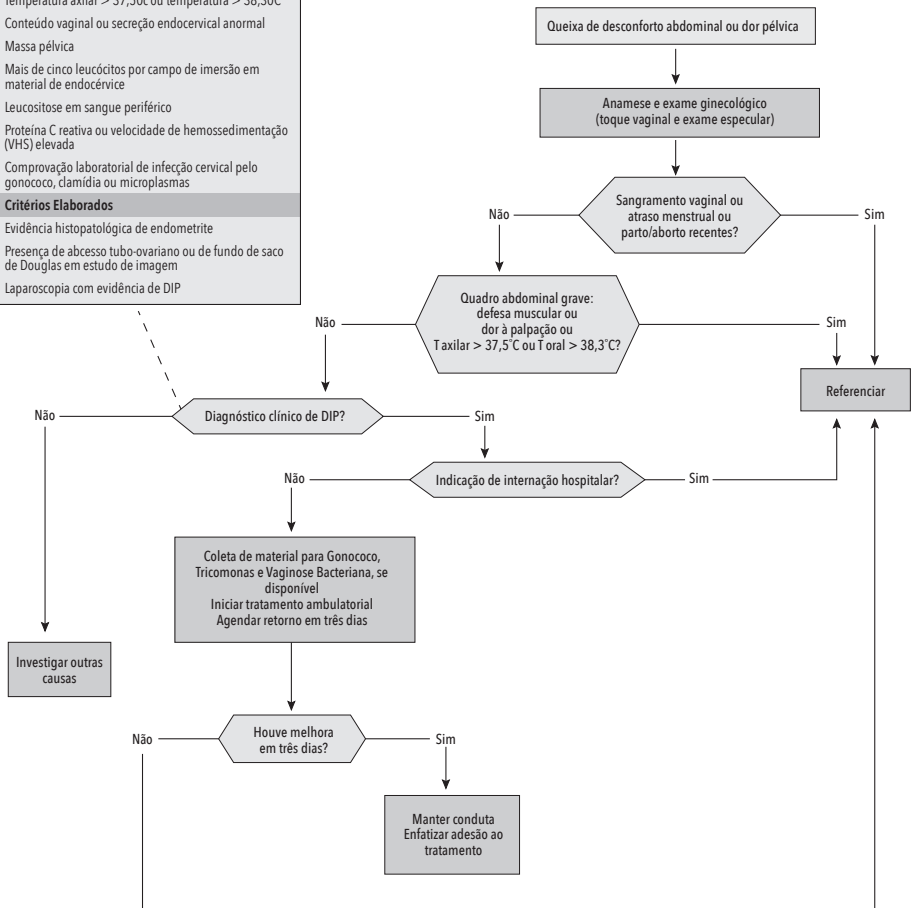 Temperatura axilar > 37,50c ou temperatura > 38,30C
Conteúdo vaginal ou secreção endocervical anormal
Massa pélvica
Mais de cinco leucócitos por campo de imersão em
material de endocérvice
Leucositose em sangue periférico
Proteína C reativa ou velocidade de hemossedimentação
(VHS) elevada
Comprovação laboratorial de infecção cervical pelo
gonococo, clamídia ou microplasmas
Critérios Elaborados
Evidência histopatológica de endometrite
Presença de abcesso tubo-ovariano ou de fundo de saco
de Douglas em estudo de imagem
Laparoscopia com evidência de DIP
Queixa de desconforto abdominal ou dor pélvica
Anamese e exame ginecológico
(toque vaginal e exame especular)
Sangramento vaginal ou
atraso menstrual ou
parto/aborto recentes?
Não
Sim
Quadro abdominal grave:
defesa muscular ou
dor à palpação ou
T axilar > 37,5°C ou T oral > 38,3°C?
Não
Sim
Referenciar
Diagnóstico clínico de DIP?
Não
Sim
Indicação de internação hospitalar?
Não
Sim
Coleta de material para Gonococo,
Tricomonas e Vaginose Bacteriana, se
disponível
Iniciar tratamento ambulatorial
Agendar retorno em três dias
Investigar outras
causas
Houve melhora
em três dias?
Não
Sim
Manter conduta
Enfatizar adesão ao
tratamento